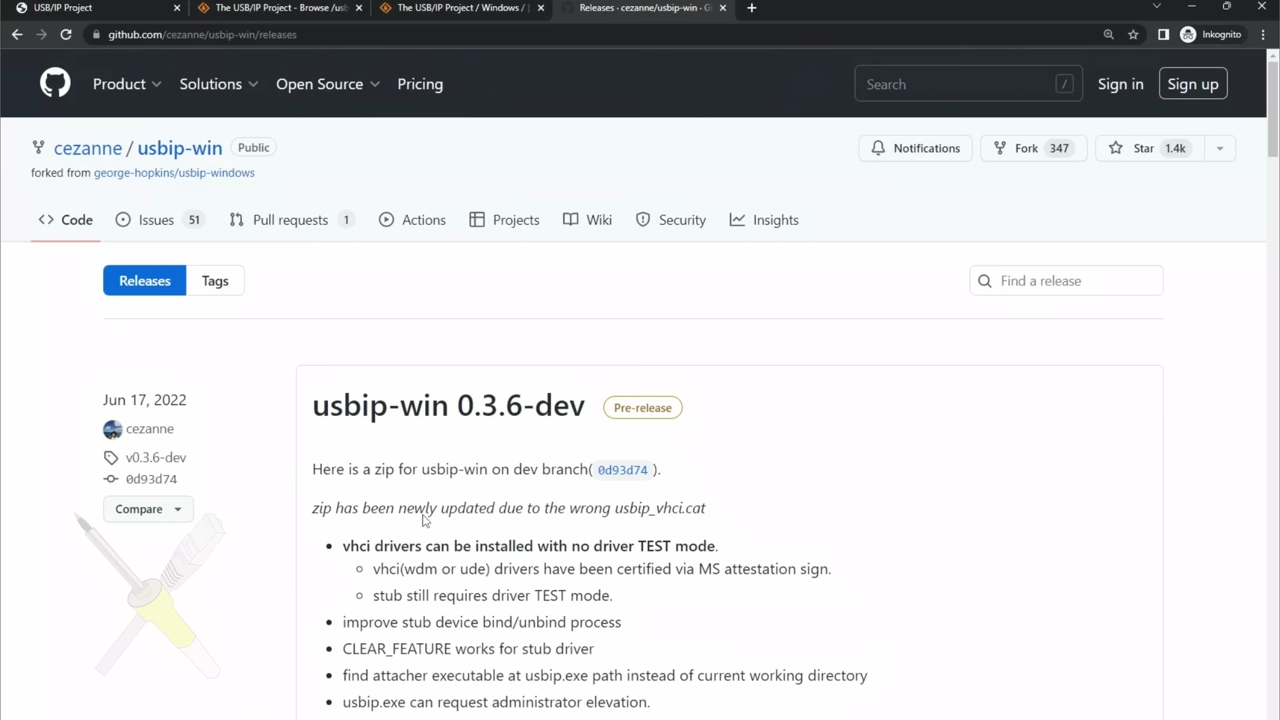 USB/IP Project
The USB/IP Project - Browse /usb
The USB/IP Project / Windows /
Releases · cezanne/usbip-win · Gi
github.com/cezanne/usbip-win/releases
Inkognito
Product
Solutions
Open Source
Pricing
Search
/
Sign in
Sign up
cezanne / usbip-win
Public
Notifications
Fork 347
Star 1.4k
forked from george-hopkins/usbip-windows
Code
Issues 51
Pull requests 1
Actions
Projects
Wiki
Security
Insights
Releases
Tags
Find a release
Jun 17, 2022
cezanne
v0.3.6-dev
0d93d74
Compare
usbip-win 0.3.6-dev
Pre-release
Here is a zip for usbip-win on dev branch( 0d93d74 ).
zip has been newly updated due to the wrong usbip_vhci.cat
vhci drivers can be installed with no driver TEST mode.
vhci(wdm or ude) drivers have been certified via MS attestation sign.
stub still requires driver TEST mode.
improve stub device bind/unbind process
CLEAR_FEATURE works for stub driver
find attacher executable at usbip.exe path instead of current working directory
usbip.exe can request administrator elevation.